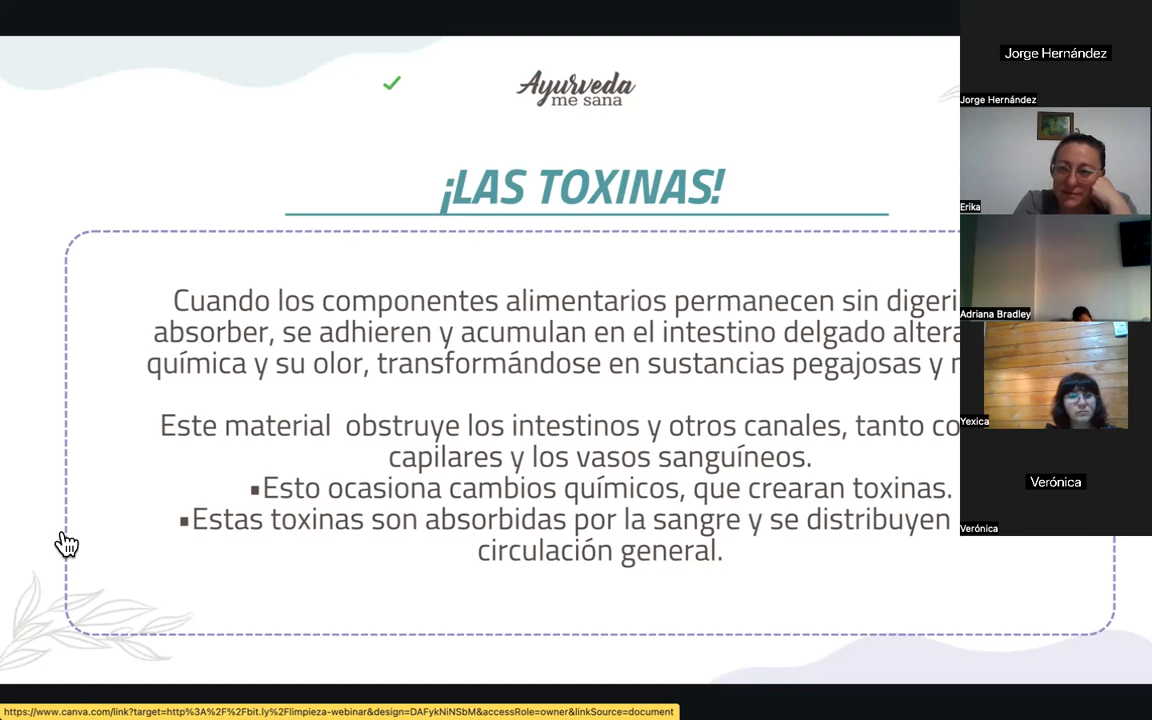 Ayurveda
me sana
¡LAS TOXINAS!
Cuando los componentes alimentarios permanecen sin
absorber, se adhieren y acumulan en el intestino delgado
química y su olor, transformándose en sustancias pegajosas y
Este material obstruye los intestinos y otros canales, tanto
capilares y los vasos sanguíneos.
▪Esto ocasiona cambios químicos, que crearan toxinas.
▪Estas toxinas son absorbidas por la sangre y se distribuyen
circulación general.
Jorge Hernández
Jorge Hernández
Erika
Adriana Bradley
Yexica
Verónica
Verónica
https://www.canva.com/link?target=http%3A%2F%2Fbit.ly%2Flimpieza-webinar&design=DAFykNiNSbM&accessRole=owner&linkSource=document